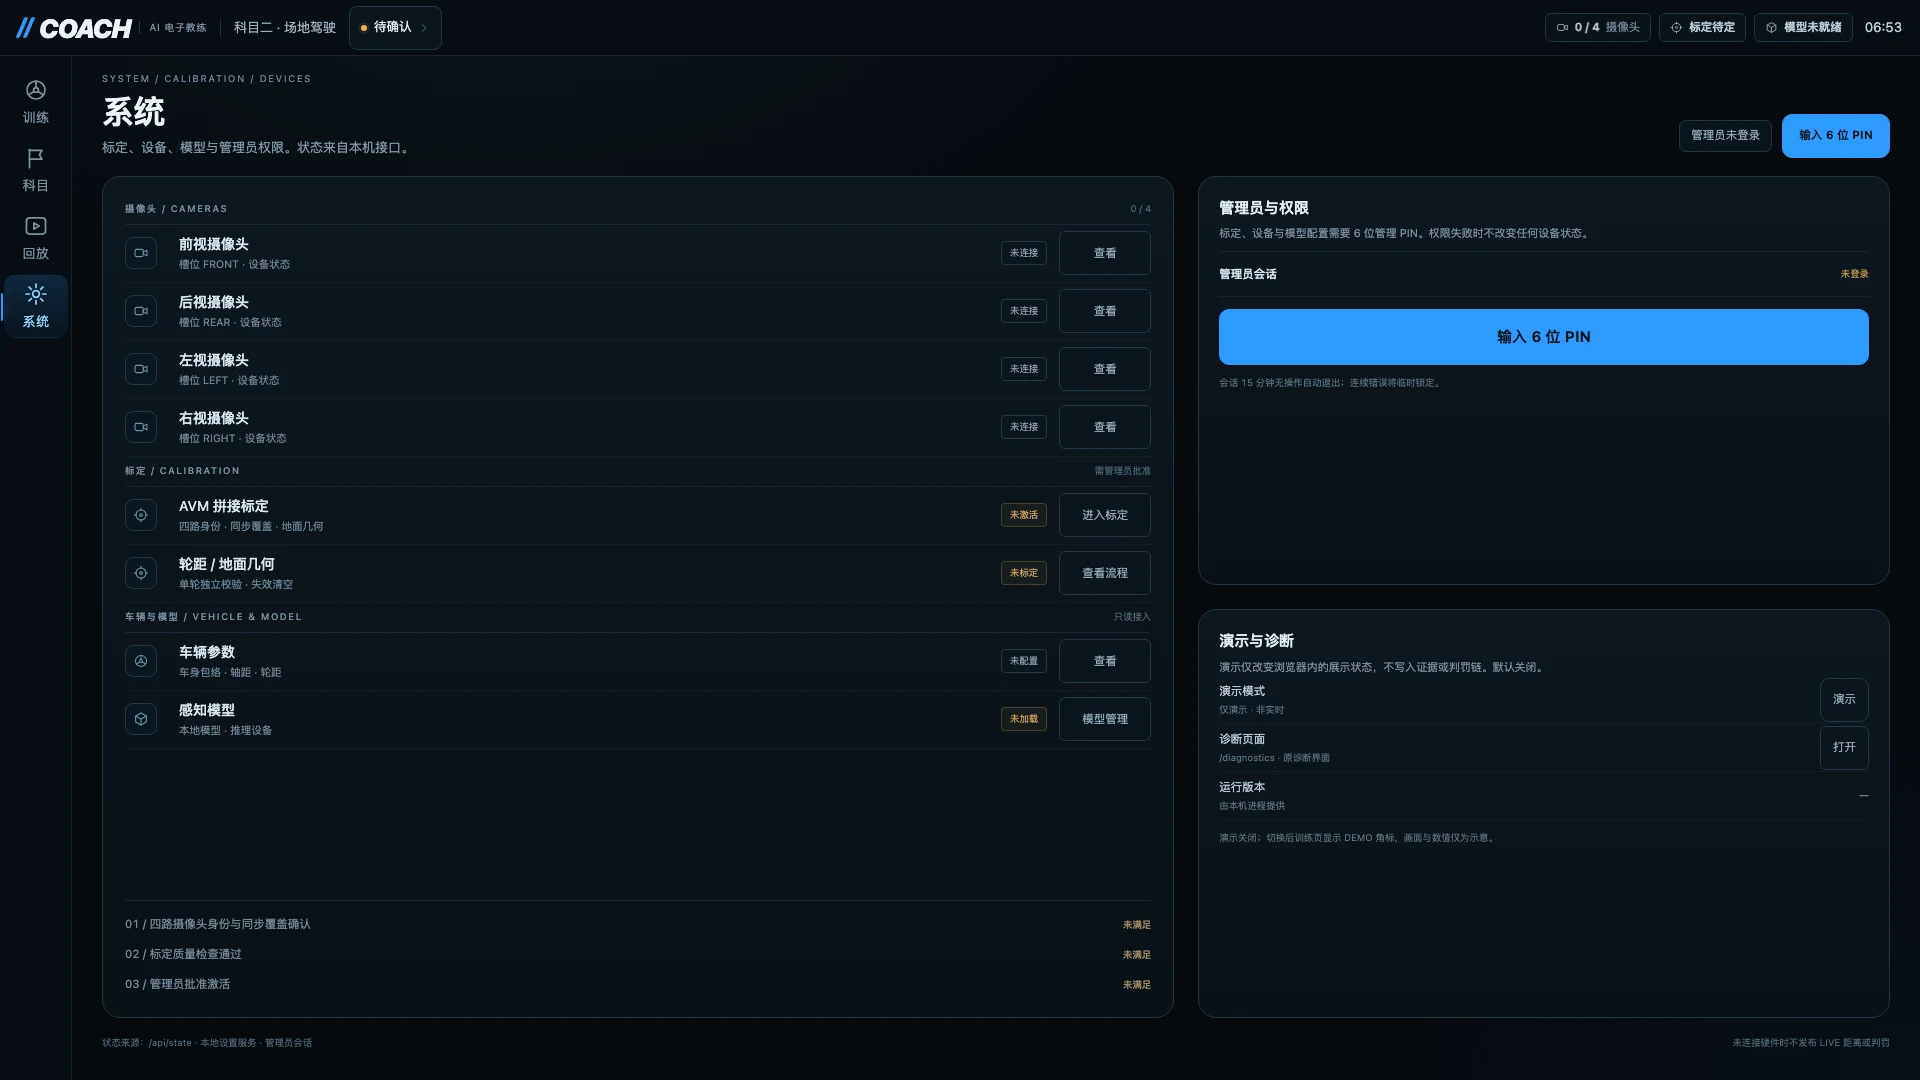 COACH
AI 电子教练
科目二 · 场地驾驶
待确认
0 / 4 摄像头
标定待定
模型未就绪
06:53
训练
科目
回放
系统
SYSTEM / CALIBRATION / DEVICES
系统
标定、设备、模型与管理员权限。状态来自本机接口。
管理员未登录
输入 6 位 PIN
摄像头 / CAMERAS
0 / 4
前视摄像头
槽位 FRONT · 设备状态
未连接
查看
后视摄像头
槽位 REAR · 设备状态
未连接
查看
左视摄像头
槽位 LEFT · 设备状态
未连接
查看
右视摄像头
槽位 RIGHT · 设备状态
未连接
查看
标定 / CALIBRATION
需管理员批准
AVM 拼接标定
四路身份 · 同步覆盖 · 地面几何
未激活
进入标定
轮距 / 地面几何
单轮独立校验 · 失效清空
未标定
查看流程
车辆与模型 / VEHICLE & MODEL
只读接入
车辆参数
车身包络 · 轴距 · 轮距
未配置
查看
感知模型
本地模型 · 推理设备
未加载
模型管理
01 / 四路摄像头身份与同步覆盖确认
未满足
02 / 标定质量检查通过
未满足
03 / 管理员批准激活
未满足
管理员与权限
标定、设备与模型配置需要 6 位管理 PIN。权限失败时不改变任何设备状态。
管理员会话
未登录
输入 6 位 PIN
会话 15 分钟无操作自动退出；连续错误将临时锁定。
演示与诊断
演示仅改变浏览器内的展示状态，不写入证据或判罚链。默认关闭。
演示模式
仅演示 · 非实时
演示
诊断页面
/diagnostics · 原诊断界面
打开
运行版本
由本机进程提供
—
演示关闭；切换后训练页显示 DEMO 角标，画面与数值仅为示意。
状态来源：/api/state · 本地设置服务 · 管理员会话
未连接硬件时不发布 LIVE 距离或判罚